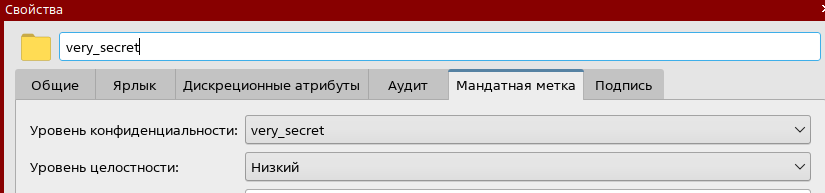 Свойства
very_secret
Общие Ярлык Дискреционные атрибуты Аудит Мандатная метка Подпись
Уровень конфиденциальности: very_secret
Уровень целостности: Низкий